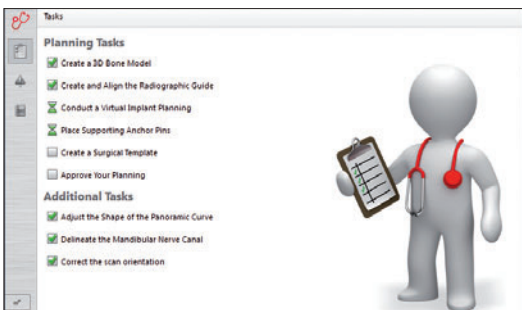 Tasks
Planning Tasks
Create a 3D Bone Model
Create and Align the Radiographic Guide
Conduct a Virtual Implant Planning
Place Supporting Anchor Pins
Create a Surgical Template
Approve Your Planning
Additional Tasks
Adjust the Shape of the Panoramic Curve
Delineate the Mandibular Nerve Canal
Correct the scan orientation